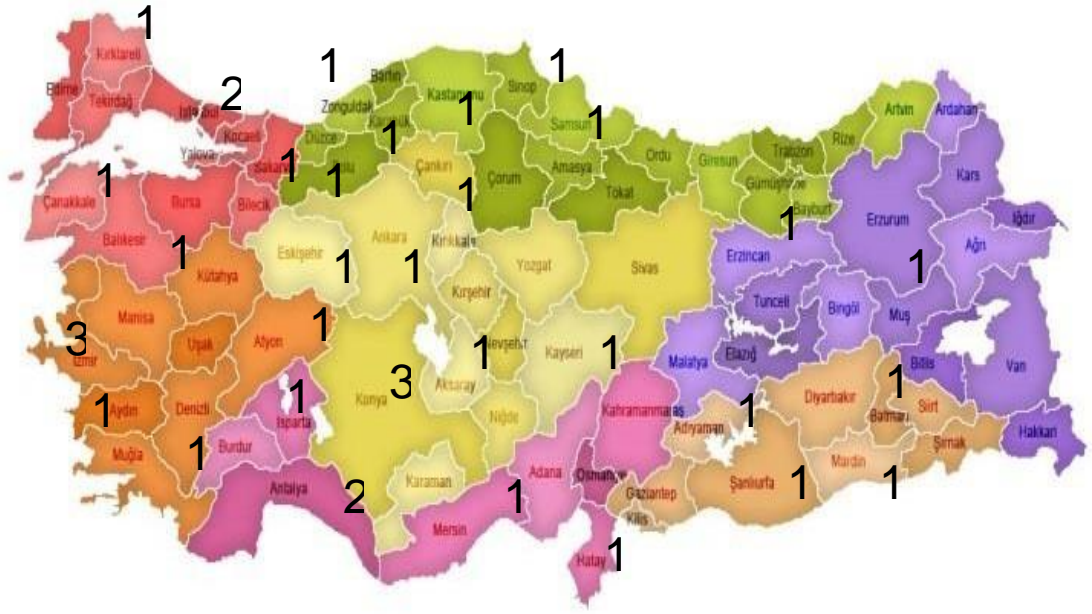 1
Kırklareli
Edirne
Tekirdağ
İstanbul
2
Kocaeli
Yalova
Sakarya
1
1
Bartın
Zonguldak
Karabük
1
Kastamonu
1
Sinop
1
Samsun
1
Düzce
Bolu
1
Çankırı
1
Çorum
Amasya
Tokat
Ordu
Giresun
Trabzon
Gümüşhane
Bayburt
1
Rize
Artvin
Ardahan
Kars
Iğdır
Erzurum
1
Ağrı
Çanakkale
1
Bursa
Bilecik
Balıkesir
1
Kütahya
Eskişehir
1
Ankara
1
Kırıkkale
Yozgat
Sivas
Erzincan
Kırşehir
Tunceli
Bingöl
Muş
Manisa
Uşak
Afyon
1
3
İzmir
Nevşehir
1
Kayseri
1
Malatya
Elazığ
Bitlis
Van
Konya
3
Aksaray
Niğde
Kahramanmaraş
Adıyaman
1
Diyarbakır
1
Batman
Siirt
Şırnak
Hakkari
1
Aydın
Denizli
1
Isparta
Burdur
1
Muğla
Antalya
2
Karaman
Mersin
1
Adana
Osmaniye
Gaziantep
Kilis
Şanlıurfa
1
Mardin
1
Hatay
1